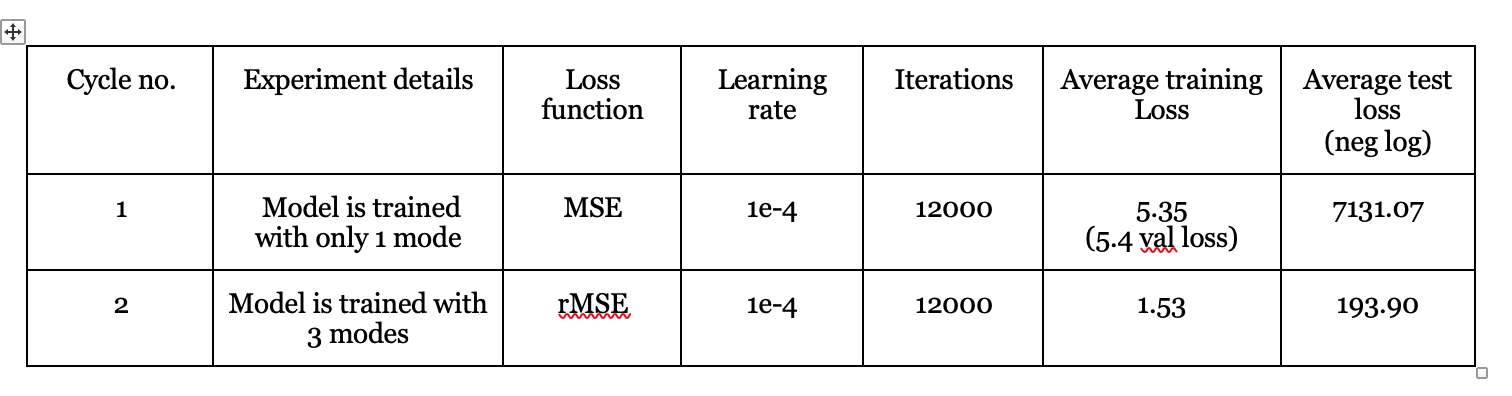 Cycle no.
Experiment details
Loss
function
Learning
rate
Iterations
Average training
Loss
Average test
loss
(neg log)
1
Model is trained
with only 1 mode
MSE
1e-4
12000
5.35
(5.4 val loss)
7131.07
2
Model is trained with
3 modes
rMSE
1e-4
12000
1.53
193.90